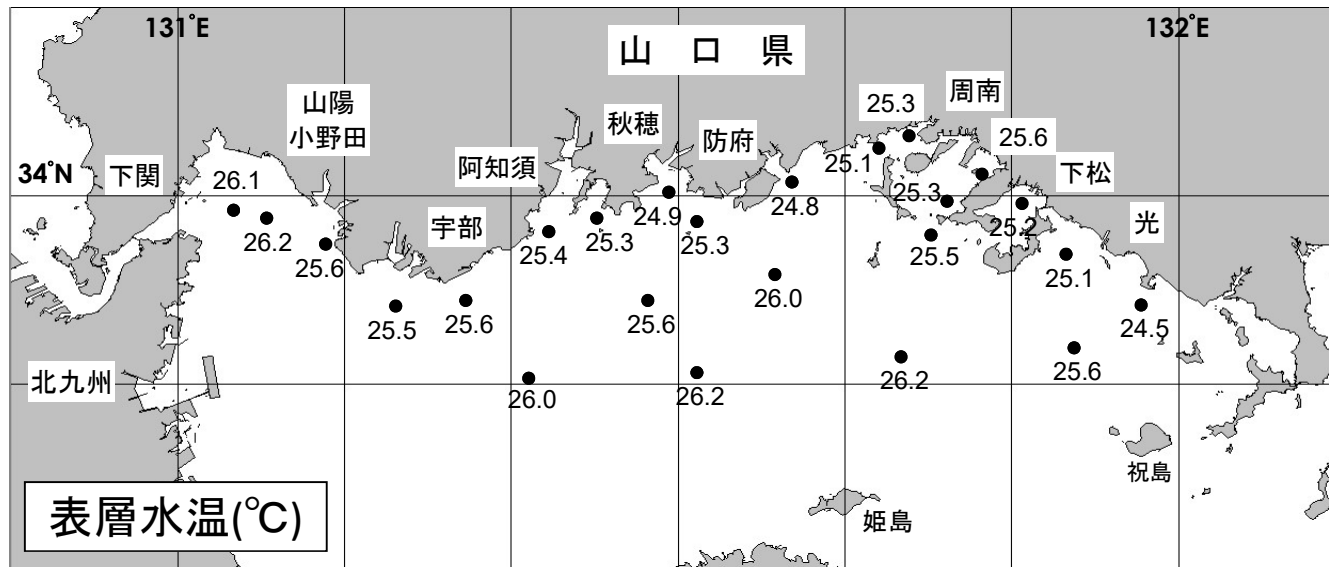 131°E
132°E
山 口 県
山陽
小野田
秋穂
防府
25.3
周南
25.6
下松
34°N
下関
26.1
阿知須
25.1
25.3
24.9
24.8
光
宇部
26.2
25.6
25.4
25.3
25.3
25.5
25.2
25.1
26.0
25.5
25.6
25.6
24.5
25.6
北九州
26.0
26.2
26.2
祝島
姫島
表層水温(℃)